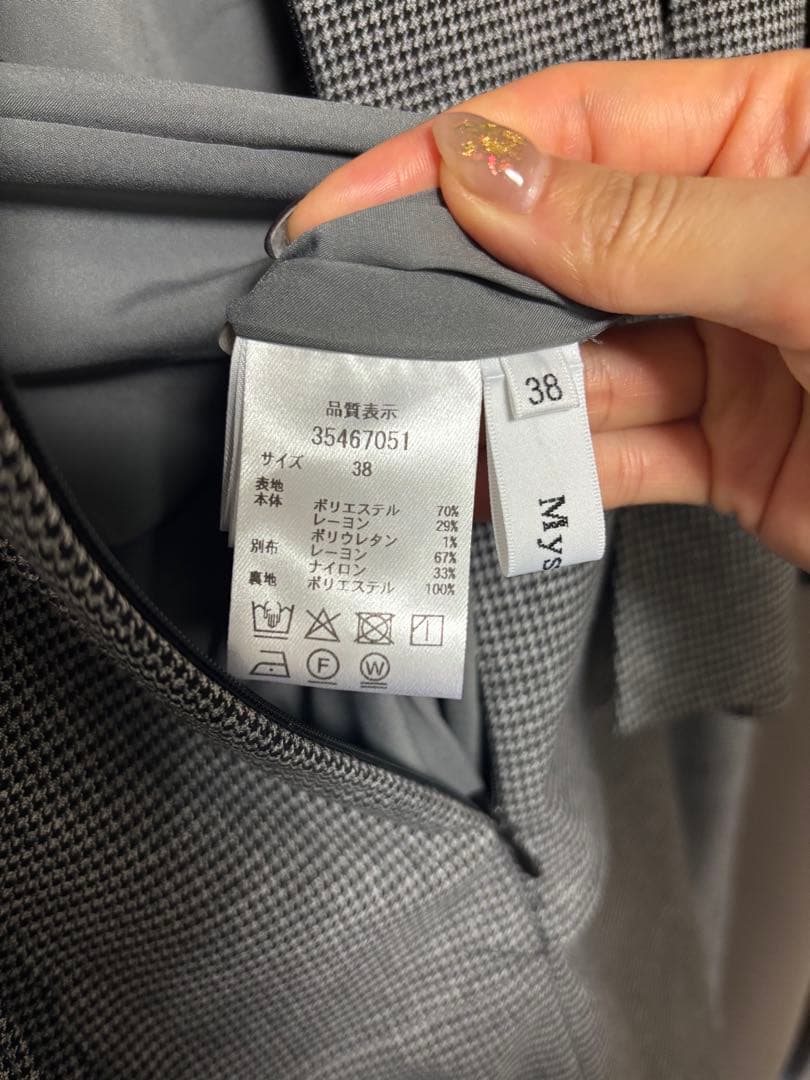 品質表示
35467051
サイズ 38
表地
本体 ポリエステル 70%
レーヨン 29%
ポリウレタン 1%
別布 レーヨン 67%
ナイロン 33%
裏地 ポリエステル 100%
F W
38
Mys